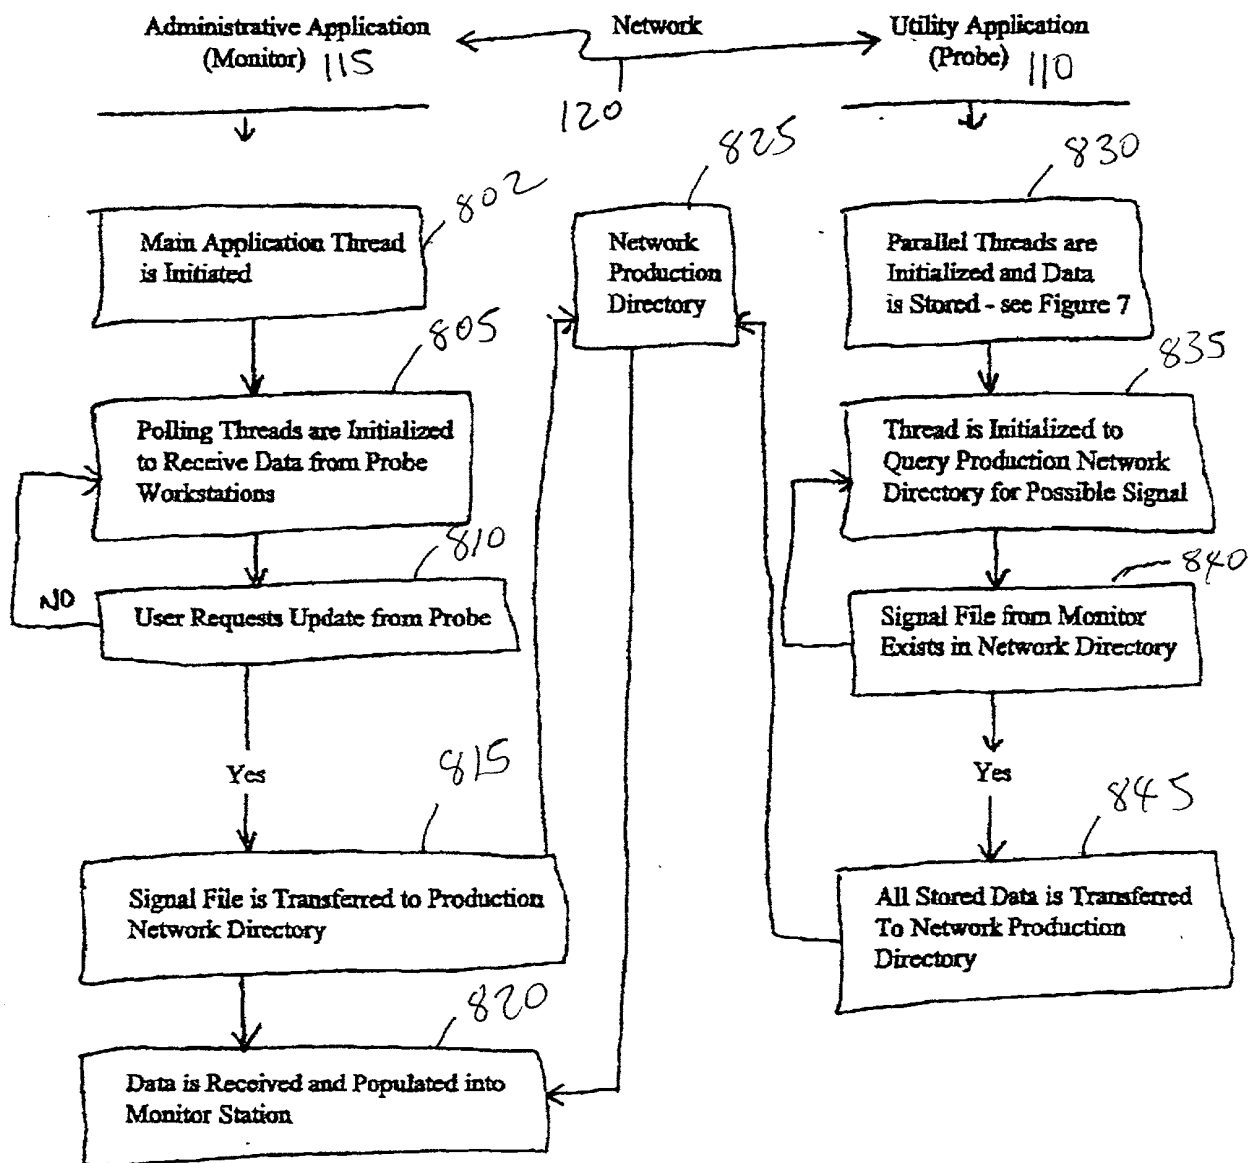 Administrative Application
(Monitor) 115
Network
120
Utility Application
(Probe) 110
802
Main Application Thread
is Initiated
805
Polling Threads are Initialized
to Receive Data from Probe
Workstations
810
NO
User Requests Update from Probe
Yes
815
Signal File is Transferred to Production
Network Directory
820
Data is Received and Populated into
Monitor Station
825
Network
Production
Directory
830
Parallel Threads are
Initialized and Data
is Stored - see Figure 7
835
Thread is Initialized to
Query Production Network
Directory for Possible Signal
840
Signal File from Monitor
Exists in Network Directory
Yes
845
All Stored Data is Transferred
To Network Production
Directory